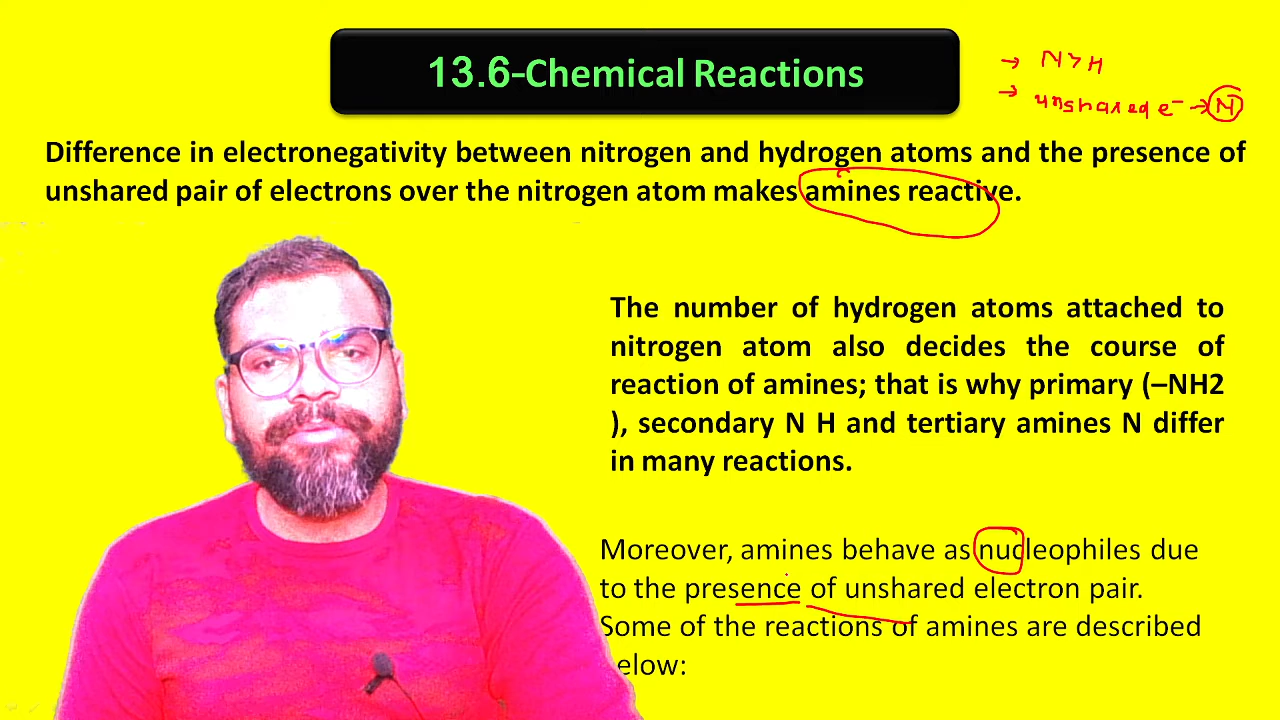 13.6-Chemical Reactions
→ N > H
→ unshared e⁻ → N
Difference in electronegativity between nitrogen and hydrogen atoms and the presence of
unshared pair of electrons over the nitrogen atom makes amines reactive.
The number of hydrogen atoms attached to
nitrogen atom also decides the course of
reaction of amines; that is why primary (–NH2
), secondary N H and tertiary amines N differ
in many reactions.
Moreover, amines behave as nucleophiles due
to the presence of unshared electron pair.
Some of the reactions of amines are described
elow: